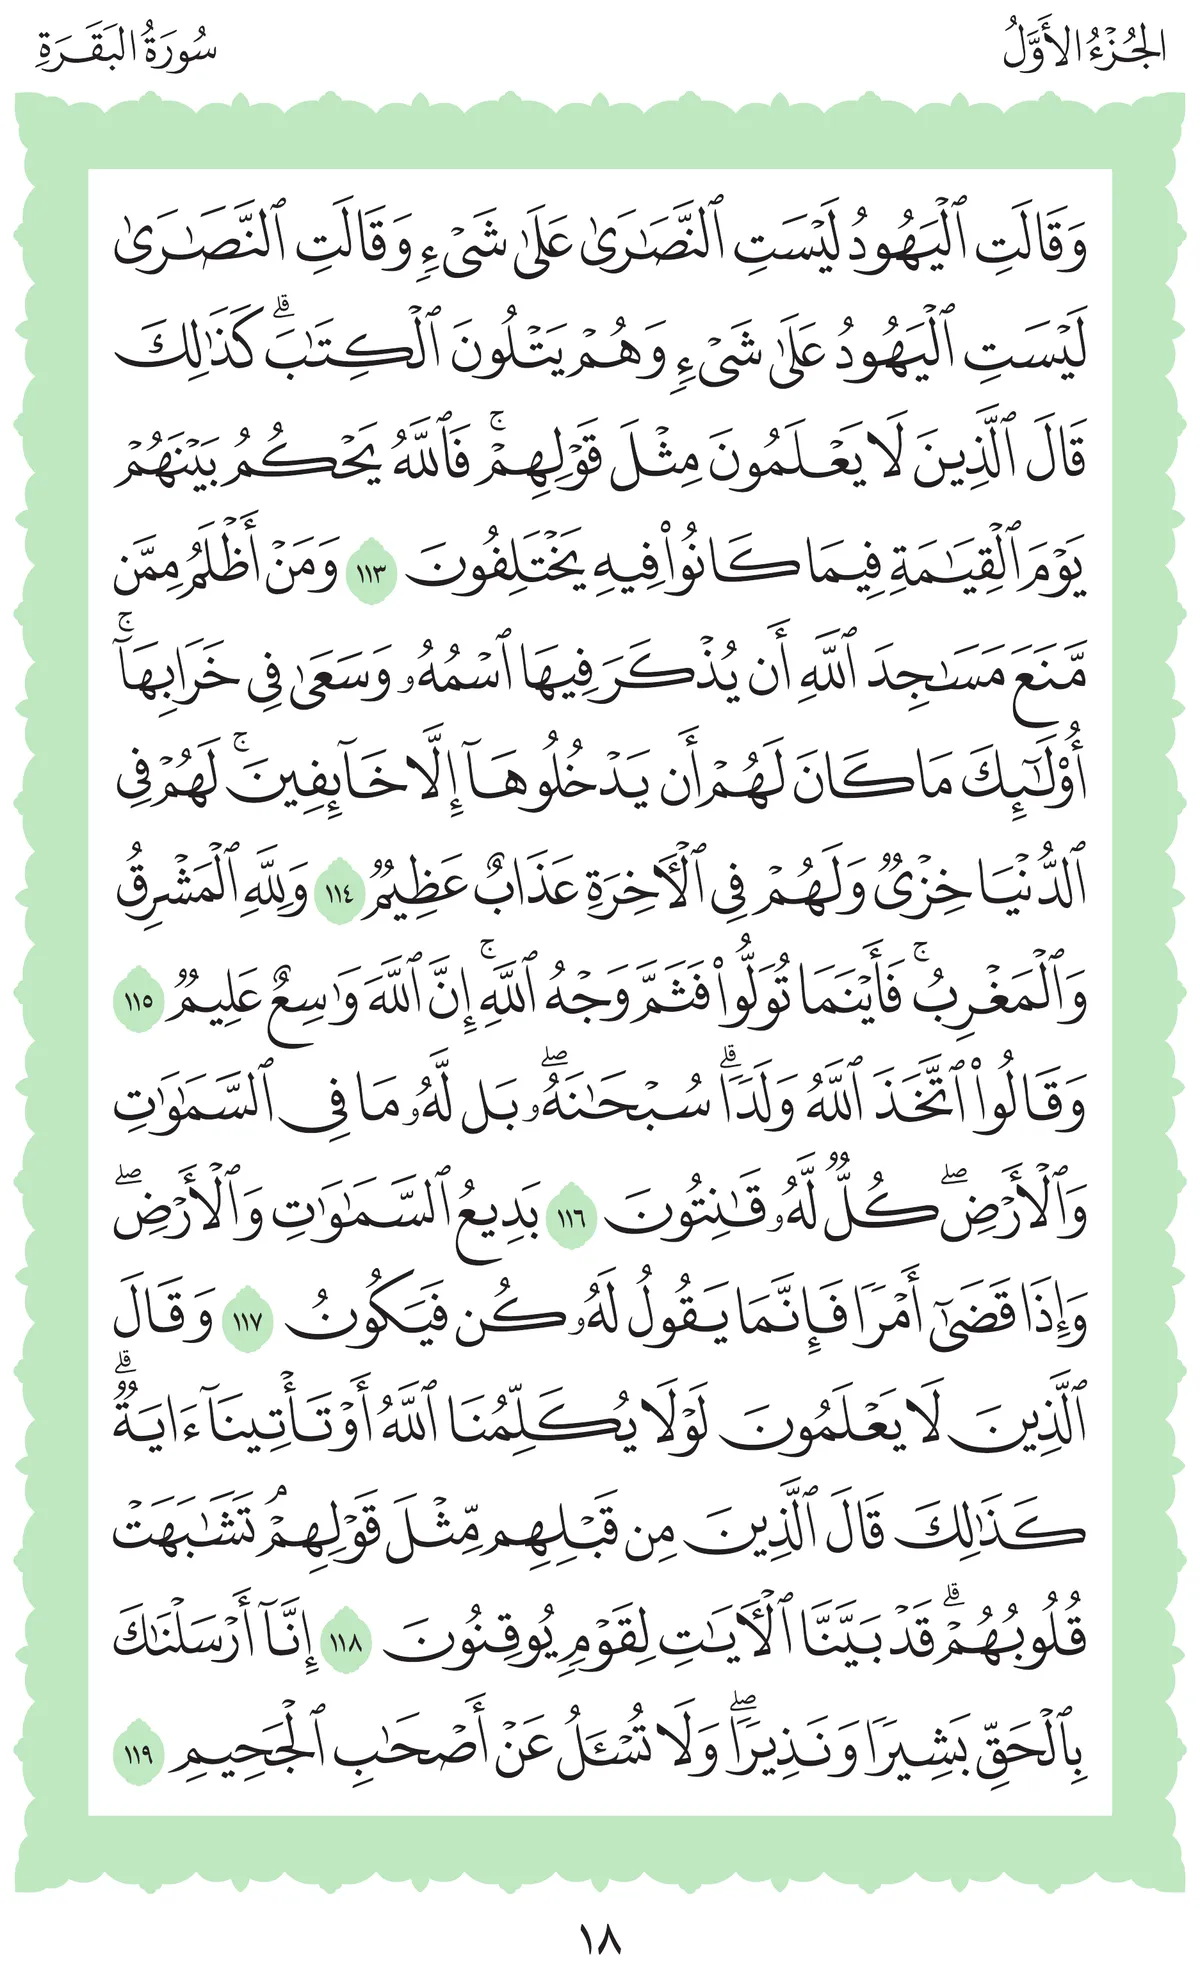 الجُزْءُ الأَوَّلُ
سُورَةُ البَقَرَةِ
وَقَالَتِ ٱلْيَهُودُ لَيْسَتِ ٱلنَّصَٰرَىٰ عَلَىٰ شَىْءٍ وَقَالَتِ ٱلنَّصَٰرَىٰ
لَيْسَتِ ٱلْيَهُودُ عَلَىٰ شَىْءٍ وَهُمْ يَتْلُونَ ٱلْكِتَٰبَ ۗ كَذَٰلِكَ
قَالَ ٱلَّذِينَ لَا يَعْلَمُونَ مِثْلَ قَوْلِهِمْ ۚ فَٱللَّهُ يَحْكُمُ بَيْنَهُمْ
يَوْمَ ٱلْقِيَٰمَةِ فِيمَا كَانُوا۟ فِيهِ يَخْتَلِفُونَ ١١٣ وَمَنْ أَظْلَمُ مِمَّن
مَّنَعَ مَسَٰجِدَ ٱللَّهِ أَن يُذْكَرَ فِيهَا ٱسْمُهُۥ وَسَعَىٰ فِى خَرَابِهَآ ۚ
أُو۟لَٰٓئِكَ مَا كَانَ لَهُمْ أَن يَدْخُلُوهَآ إِلَّا خَآئِفِينَ ۚ لَهُمْ فِى
ٱلدُّنْيَا خِزْىٌ وَلَهُمْ فِى ٱلْـَٔاخِرَةِ عَذَابٌ عَظِيمٌ ١١٤ وَلِلَّهِ ٱلْمَشْرِقُ
وَٱلْمَغْرِبُ ۚ فَأَيْنَمَا تُوَلُّوا۟ فَثَمَّ وَجْهُ ٱللَّهِ ۚ إِنَّ ٱللَّهَ وَٰسِعٌ عَلِيمٌ ١١٥
وَقَالُوا۟ ٱتَّخَذَ ٱللَّهُ وَلَدًا ۗ سُبْحَٰنَهُۥ ۖ بَل لَّهُۥ مَا فِى ٱلسَّمَٰوَٰتِ
وَٱلْأَرْضِ ۖ كُلٌّ لَّهُۥ قَٰنِتُونَ ١١٦ بَدِيعُ ٱلسَّمَٰوَٰتِ وَٱلْأَرْضِ ۖ
وَإِذَا قَضَىٰٓ أَمْرًا فَإِنَّمَا يَقُولُ لَهُۥ كُن فَيَكُونُ ١١٧ وَقَالَ
ٱلَّذِينَ لَا يَعْلَمُونَ لَوْلَا يُكَلِّمُنَا ٱللَّهُ أَوْ تَأْتِينَآ ءَايَةٌ ۗ
كَذَٰلِكَ قَالَ ٱلَّذِينَ مِن قَبْلِهِم مِّثْلَ قَوْلِهِمْ ۘ تَشَٰبَهَتْ
قُلُوبُهُمْ ۗ قَدْ بَيَّنَّا ٱلْـَٔايَٰتِ لِقَوْمٍ يُوقِنُونَ ١١٨ إِنَّآ أَرْسَلْنَٰكَ
بِٱلْحَقِّ بَشِيرًا وَنَذِيرًا ۖ وَلَا تُسْـَٔلُ عَنْ أَصْحَٰبِ ٱلْجَحِيمِ ١١٩
١٨